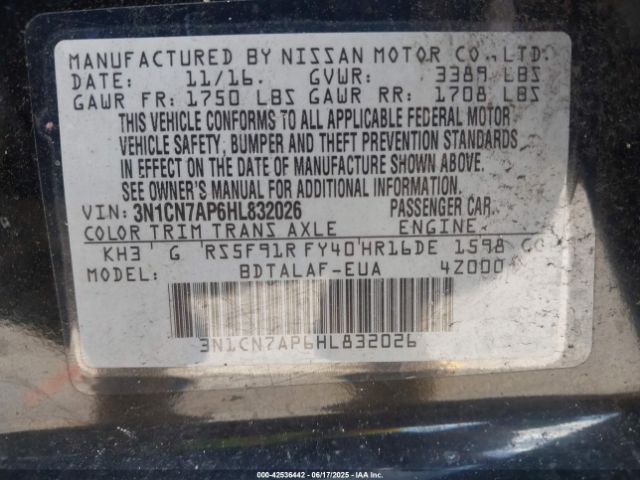 MANUFACTURED BY NISSAN MOTOR CO., LTD.
DATE: 11/16. GVWR: 3389 LBS
GAWR FR: 1750 LBS GAWR RR: 1708 LBS
THIS VEHICLE CONFORMS TO ALL APPLICABLE FEDERAL MOTOR
VEHICLE SAFETY, BUMPER AND THEFT PREVENTION STANDARDS
IN EFFECT ON THE DATE OF MANUFACTURE SHOWN ABOVE.
SEE OWNER'S MANUAL FOR ADDITIONAL INFORMATION.
VIN: 3N1CN7AP6HL832026 PASSENGER CAR
COLOR TRIM TRANS AXLE ENGINE
KH3 G RS5F91R FY40 HR16DE 1598 CC
MODEL: BDTALAF-EUA 4Z000
3N1CN7AP6HL832026
000-42536442 - 06/17/2025 - IAAI.COM